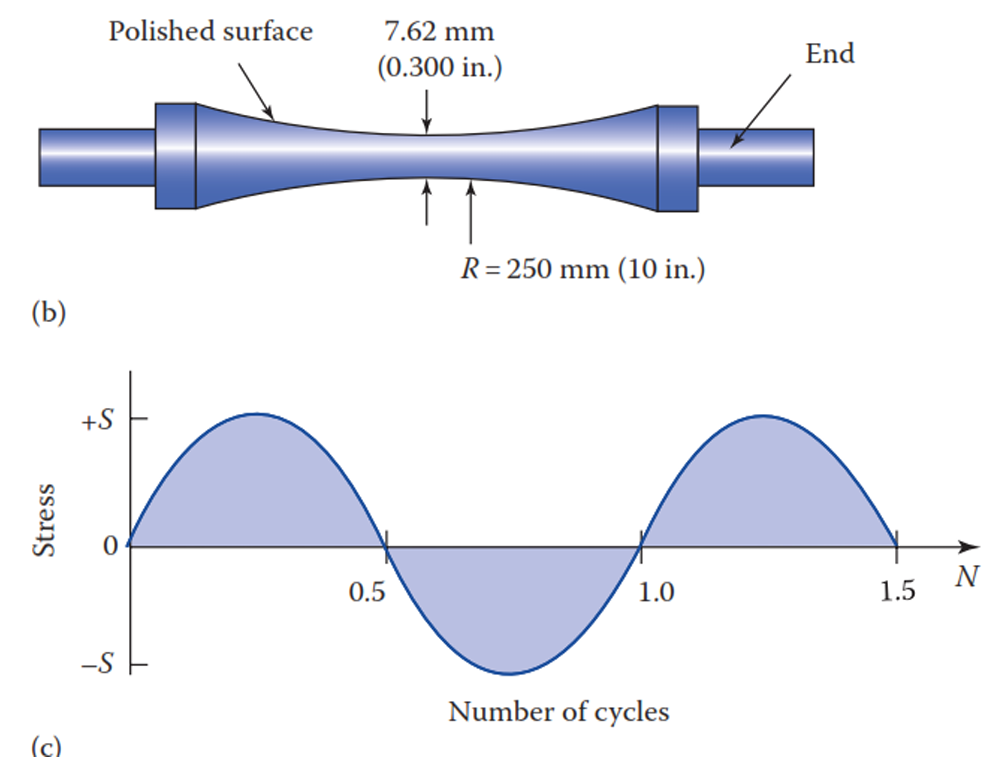 Polished surface
7.62 mm
(0.300 in.)
End
R = 250 mm (10 in.)
(b)
+S
Stress
0
0.5
1.0
1.5
N
–S
Number of cycles
(c)